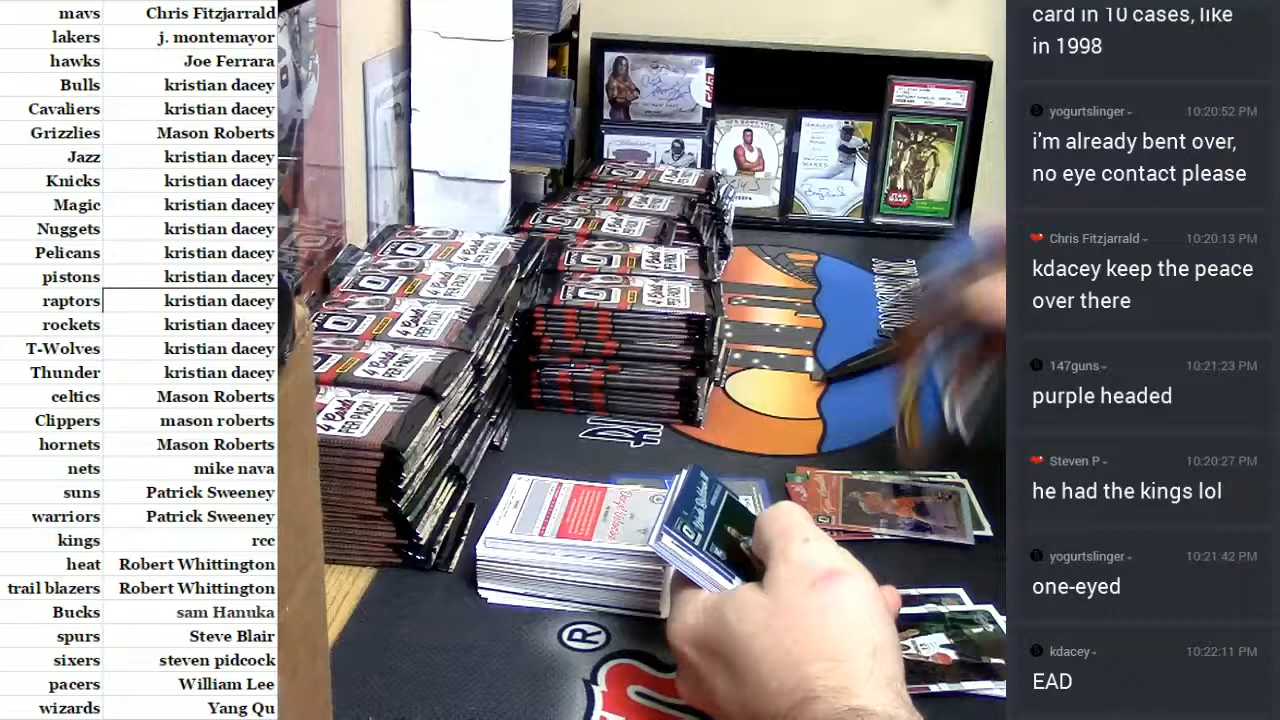 mavs Chris Fitzjarrald
lakers j. montemayor
hawks Joe Ferrara
Bulls kristian dacey
Cavaliers kristian dacey
Grizzlies Mason Roberts
Jazz kristian dacey
Knicks kristian dacey
Magic kristian dacey
Nuggets kristian dacey
Pelicans kristian dacey
pistons kristian dacey
raptors kristian dacey
rockets kristian dacey
T-Wolves kristian dacey
Thunder kristian dacey
celtics Mason Roberts
Clippers mason roberts
hornets Mason Roberts
nets mike nava
suns Patrick Sweeney
warriors Patrick Sweeney
kings rcc
heat Robert Whittington
trail blazers Robert Whittington
Bucks sam Hanuka
spurs Steve Blair
sixers steven pidcock
pacers William Lee
wizards Yang Qu
4 Cards
PER PACK!
STAR WARS
®
card in 10 cases, like
in 1998
yogurtslinger 10:20:52 PM
i'm already bent over,
no eye contact please
Chris Fitzjarrald 10:20:13 PM
kdacey keep the peace
over there
147guns 10:21:23 PM
purple headed
Steven P 10:20:27 PM
he had the kings lol
yogurtslinger 10:21:42 PM
one-eyed
kdacey 10:22:11 PM
EAD